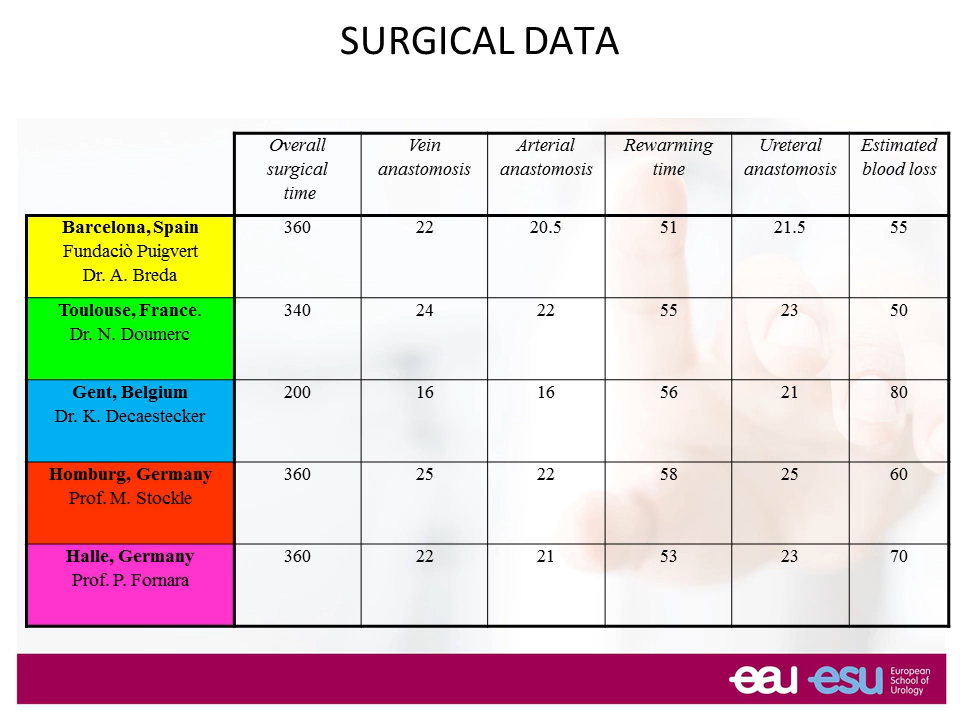 SURGICAL DATA
Overall surgical time Vein anastomosis Arterial anastomosis Rewarming time Ureteral anastomosis Estimated blood loss
Barcelona, Spain 360 22 20.5 51 21.5 55
Fundaciò Puigvert
Dr. A. Breda
Toulouse, France. 340 24 22 55 23 50
Dr. N. Doumerc
Gent, Belgium 200 16 16 56 21 80
Dr. K. Decaestecker
Homburg, Germany 360 25 22 58 25 60
Prof. M. Stockle
Halle, Germany 360 22 21 53 23 70
Prof. P. Fornara
eau esu European
School of
Urology